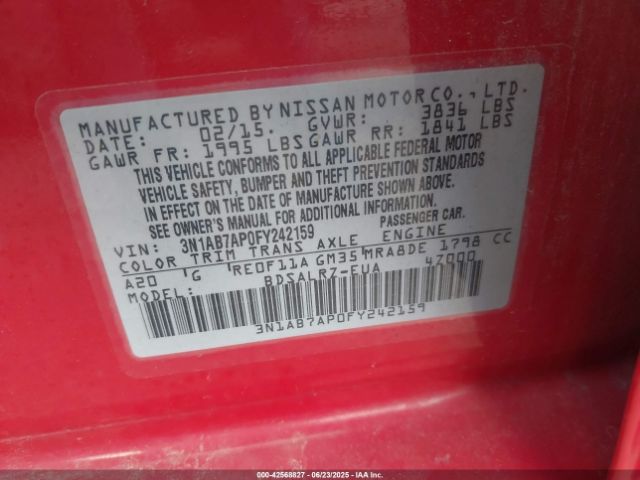 MANUFACTURED BY NISSAN MOTOR CO., LTD.
DATE: 02/15. GVWR: 3836 LBS
GAWR FR: 1995 LBS GAWR RR: 1841 LBS
THIS VEHICLE CONFORMS TO ALL APPLICABLE FEDERAL MOTOR
VEHICLE SAFETY, BUMPER AND THEFT PREVENTION STANDARDS
IN EFFECT ON THE DATE OF MANUFACTURE SHOWN ABOVE.
SEE OWNER'S MANUAL FOR ADDITIONAL INFORMATION.
VIN: 3N1AB7AP0FY242159 PASSENGER CAR.
COLOR TRIM TRANS AXLE ENGINE
A20 G RE0F11A GM35 MRA8DE 1798 CC
MODEL: BDSALRZ-EUA 47000
3N1AB7AP0FY242159
000-42568827 - 06/23/2025 - IAAI, Inc.